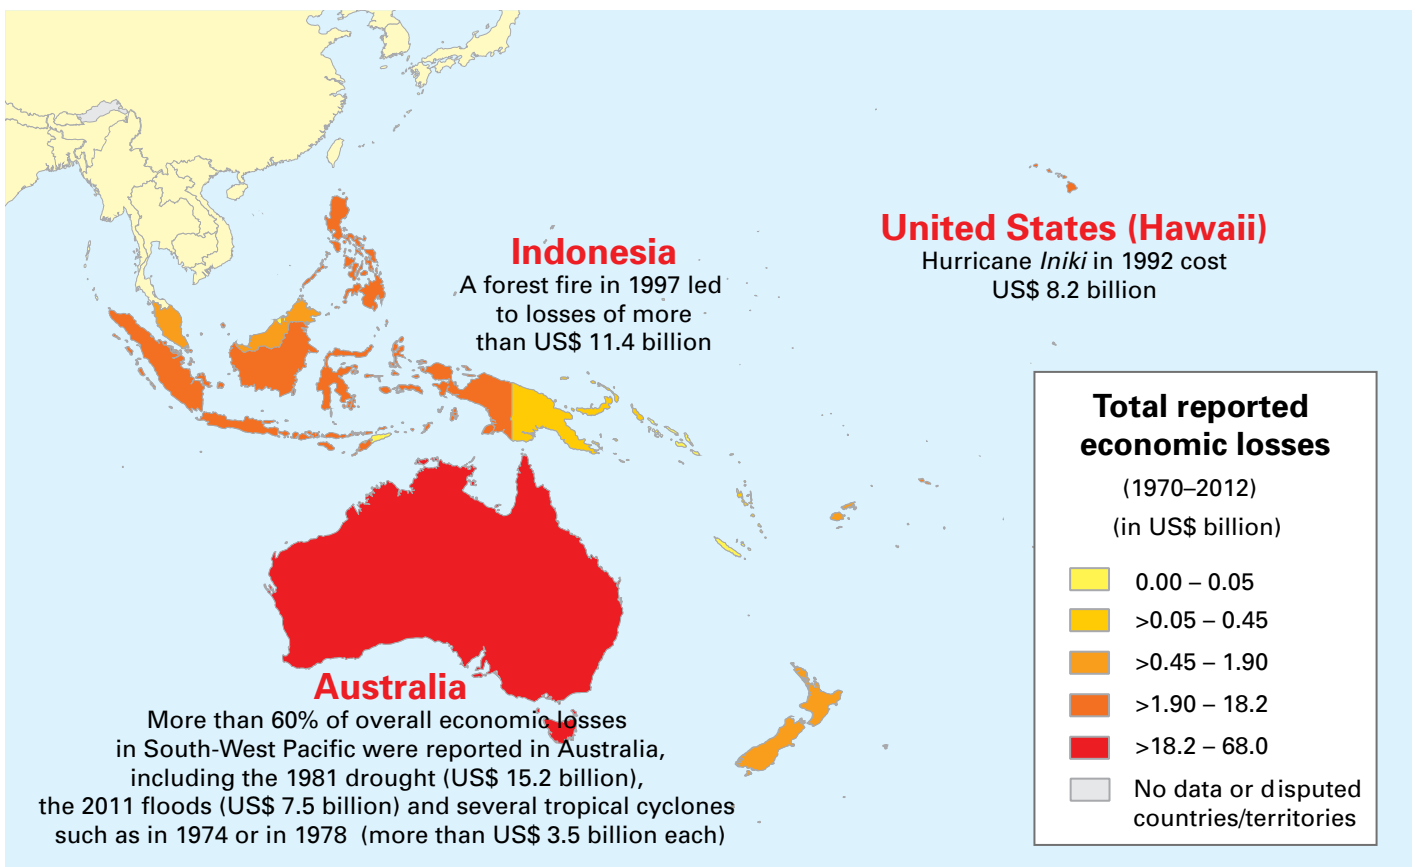 Indonesia
A forest fire in 1997 led
to losses of more
than US$ 11.4 billion
United States (Hawaii)
Hurricane Iniki in 1992 cost
US$ 8.2 billion
Australia
More than 60% of overall economic losses
in South-West Pacific were reported in Australia,
including the 1981 drought (US$ 15.2 billion),
the 2011 floods (US$ 7.5 billion) and several tropical cyclones
such as in 1974 or in 1978 (more than US$ 3.5 billion each)
Total reported
economic losses
(1970–2012)
(in US$ billion)
0.00 – 0.05
>0.05 – 0.45
>0.45 – 1.90
>1.90 – 18.2
>18.2 – 68.0
No data or disputed
countries/territories